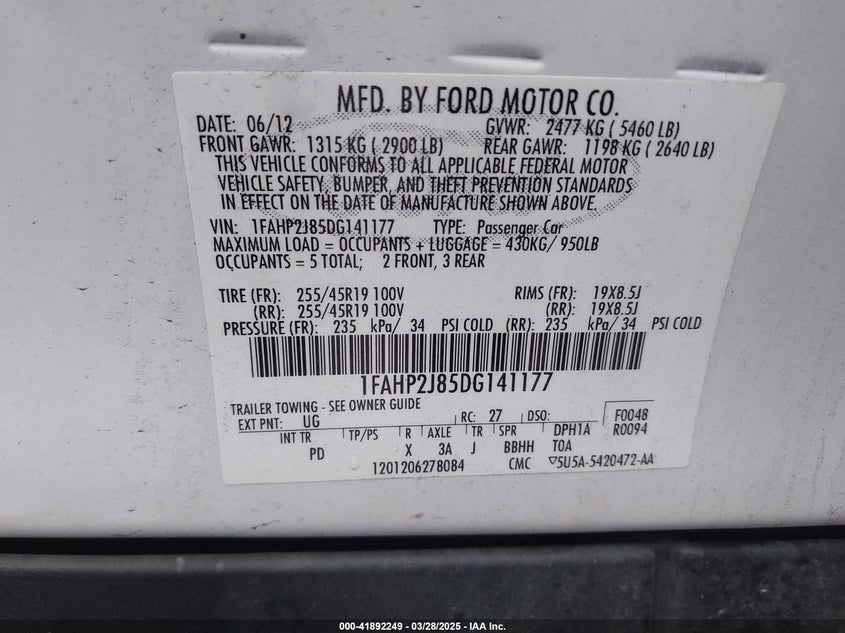 MFD. BY FORD MOTOR CO.
DATE: 06/12 GVWR: 2477 KG ( 5460 LB)
FRONT GAWR: 1315 KG ( 2900 LB) REAR GAWR: 1198 KG ( 2640 LB)
THIS VEHICLE CONFORMS TO ALL APPLICABLE FEDERAL MOTOR
VEHICLE SAFETY, BUMPER, AND THEFT PREVENTION STANDARDS
IN EFFECT ON THE DATE OF MANUFACTURE SHOWN ABOVE.
VIN: 1FAHP2J85DG141177 TYPE: Passenger Car
MAXIMUM LOAD = OCCUPANTS + LUGGAGE = 430KG/ 950LB
OCCUPANTS = 5 TOTAL; 2 FRONT, 3 REAR
TIRE (FR): 255/45R19 100V RIMS (FR): 19X8.5J
(RR): 255/45R19 100V (RR): 19X8.5J
PRESSURE (FR): 235 kPa/ 34 PSI COLD (RR): 235 kPa/ 34 PSI COLD
1FAHP2J85DG141177
TRAILER TOWING - SEE OWNER GUIDE
EXT PNT: UG RC: 27 DSO: F0048
INT TR TP/PS R AXLE TR SPR DPH1A R0094
PD X 3A J BBHH TOA
1201206278084 CMC ▽5U5A-5420472-AA
000-41892249 | 03/28/2025 | IAA Inc.